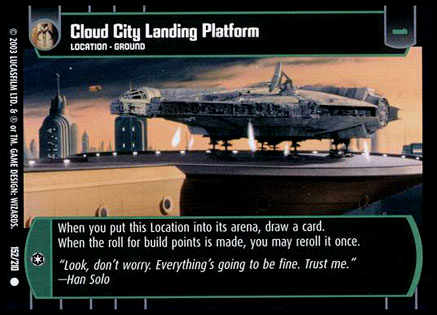 Cloud City Landing Platform
LOCATION - GROUND
When you put this Location into its arena, draw a card.
When the roll for build points is made, you may reroll it once.
"Look, don't worry. Everything's going to be fine. Trust me."
—Han Solo
© 2003 LUCASFILM LTD. & ® or TM. GAME DESIGN: WIZARDS.
152/210